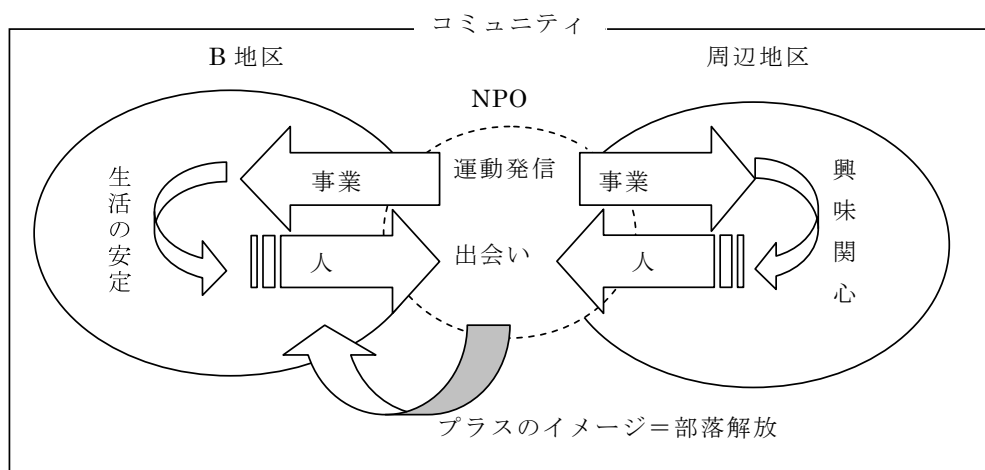 コミュニティ
B地区
周辺地区
NPO
運動発信
事業
事業
生活の安定
興味関心
人
出会い
人
プラスのイメージ＝部落解放